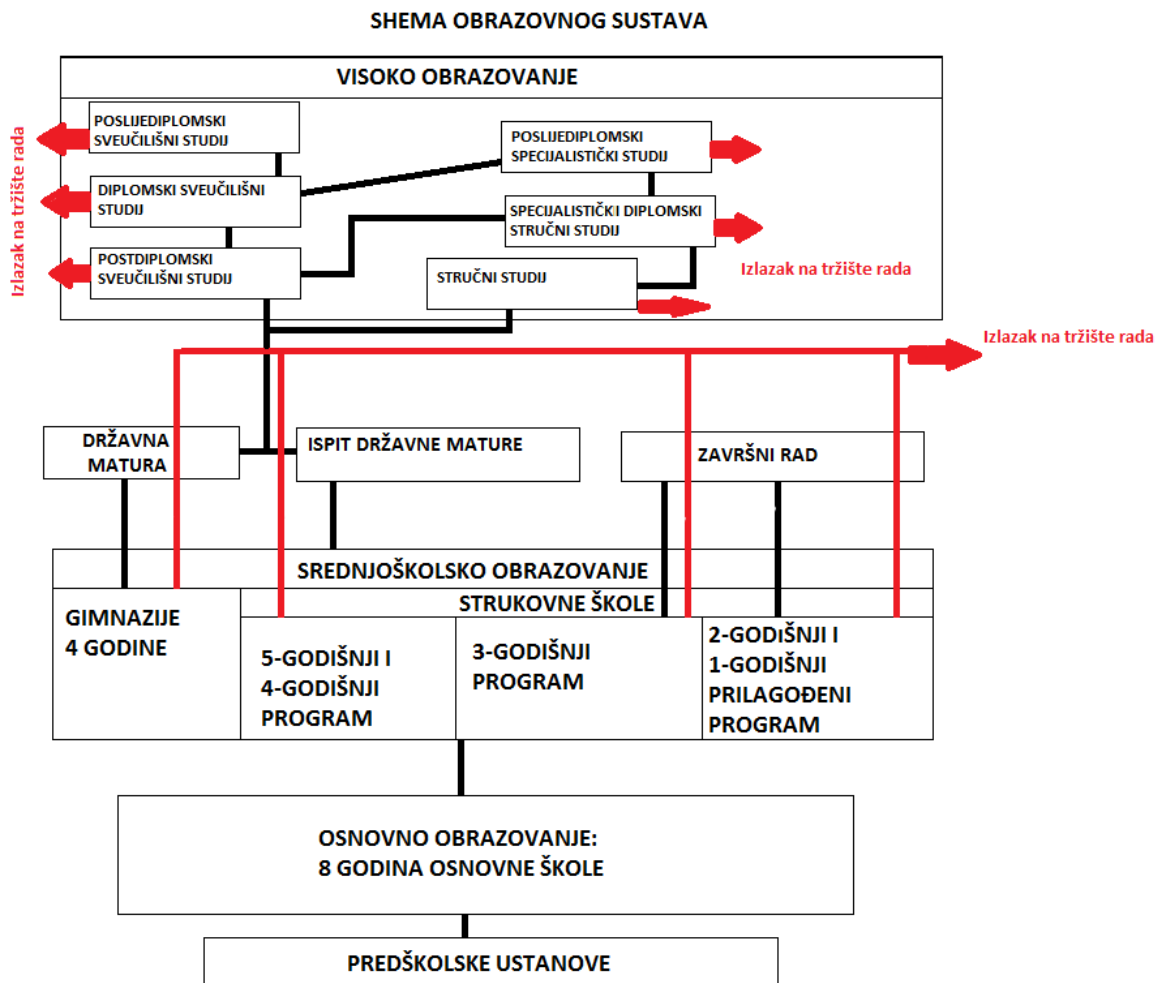 SHEMA OBRAZOVNOG SUSTAVA
VISOKO OBRAZOVANJE
POSLIJEDIPLOMSKI
SVEUČILIŠNI STUDIJ
DIPLOMSKI SVEUČILIŠNI
STUDIJ
POSTDIPLOMSKI
SVEUČILIŠNI STUDIJ
Izlazak na tržište rada
POSLIJEDIPLOMSKI
SPECIJALISTIČKI STUDIJ
SPECIJALISTIČKI DIPLOMSKI
STRUČNI STUDIJ
STRUČNI STUDIJ
Izlazak na tržište rada
Izlazak na tržište rada
DRŽAVNA
MATURA
ISPIT DRŽAVNE MATURE
ZAVRŠNI RAD
SREDNJOŠKOLSKO OBRAZOVANJE
STRUKOVNE ŠKOLE
GIMNAZIJE
4 GODINE
5-GODIŠNJI I
4-GODIŠNJI
PROGRAM
3-GODIŠNJI
PROGRAM
2-GODIŠNJI I
1-GODIŠNJI
PRILAGOĐENI
PROGRAM
OSNOVNO OBRAZOVANJE:
8 GODINA OSNOVNE ŠKOLE
PREDŠKOLSKE USTANOVE